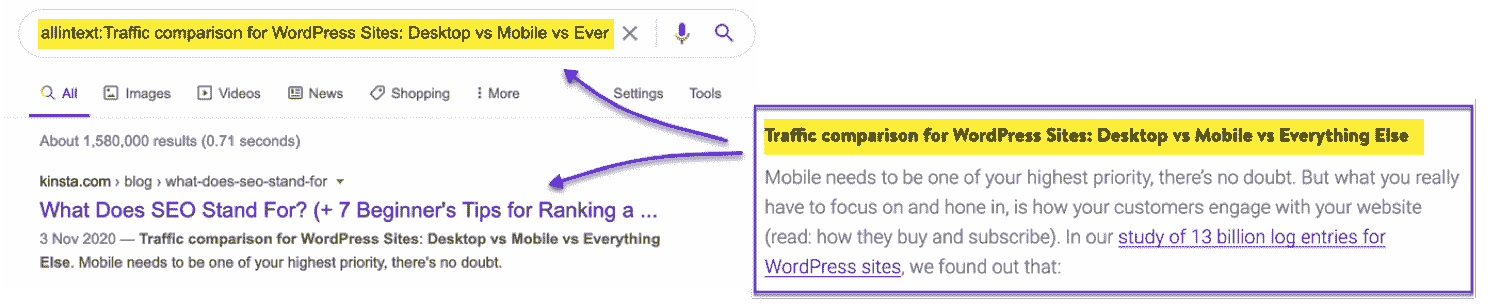 allintext:Traffic comparison for WordPress Sites: Desktop vs Mobile vs Ever
All
Images
Videos
News
Shopping
More
Settings
Tools
About 1,580,000 results (0.71 seconds)
kinsta.com › blog › what-does-seo-stand-for
What Does SEO Stand For? (+ 7 Beginner's Tips for Ranking a ...
3 Nov 2020 — Traffic comparison for WordPress Sites: Desktop vs Mobile vs Everything
Else. Mobile needs to be one of your highest priority, there's no doubt.
Traffic comparison for WordPress Sites: Desktop vs Mobile vs Everything Else
Mobile needs to be one of your highest priority, there's no doubt. But what you really
have to focus on and hone in, is how your customers engage with your website
(read: how they buy and subscribe). In our study of 13 billion log entries for
WordPress sites, we found out that: